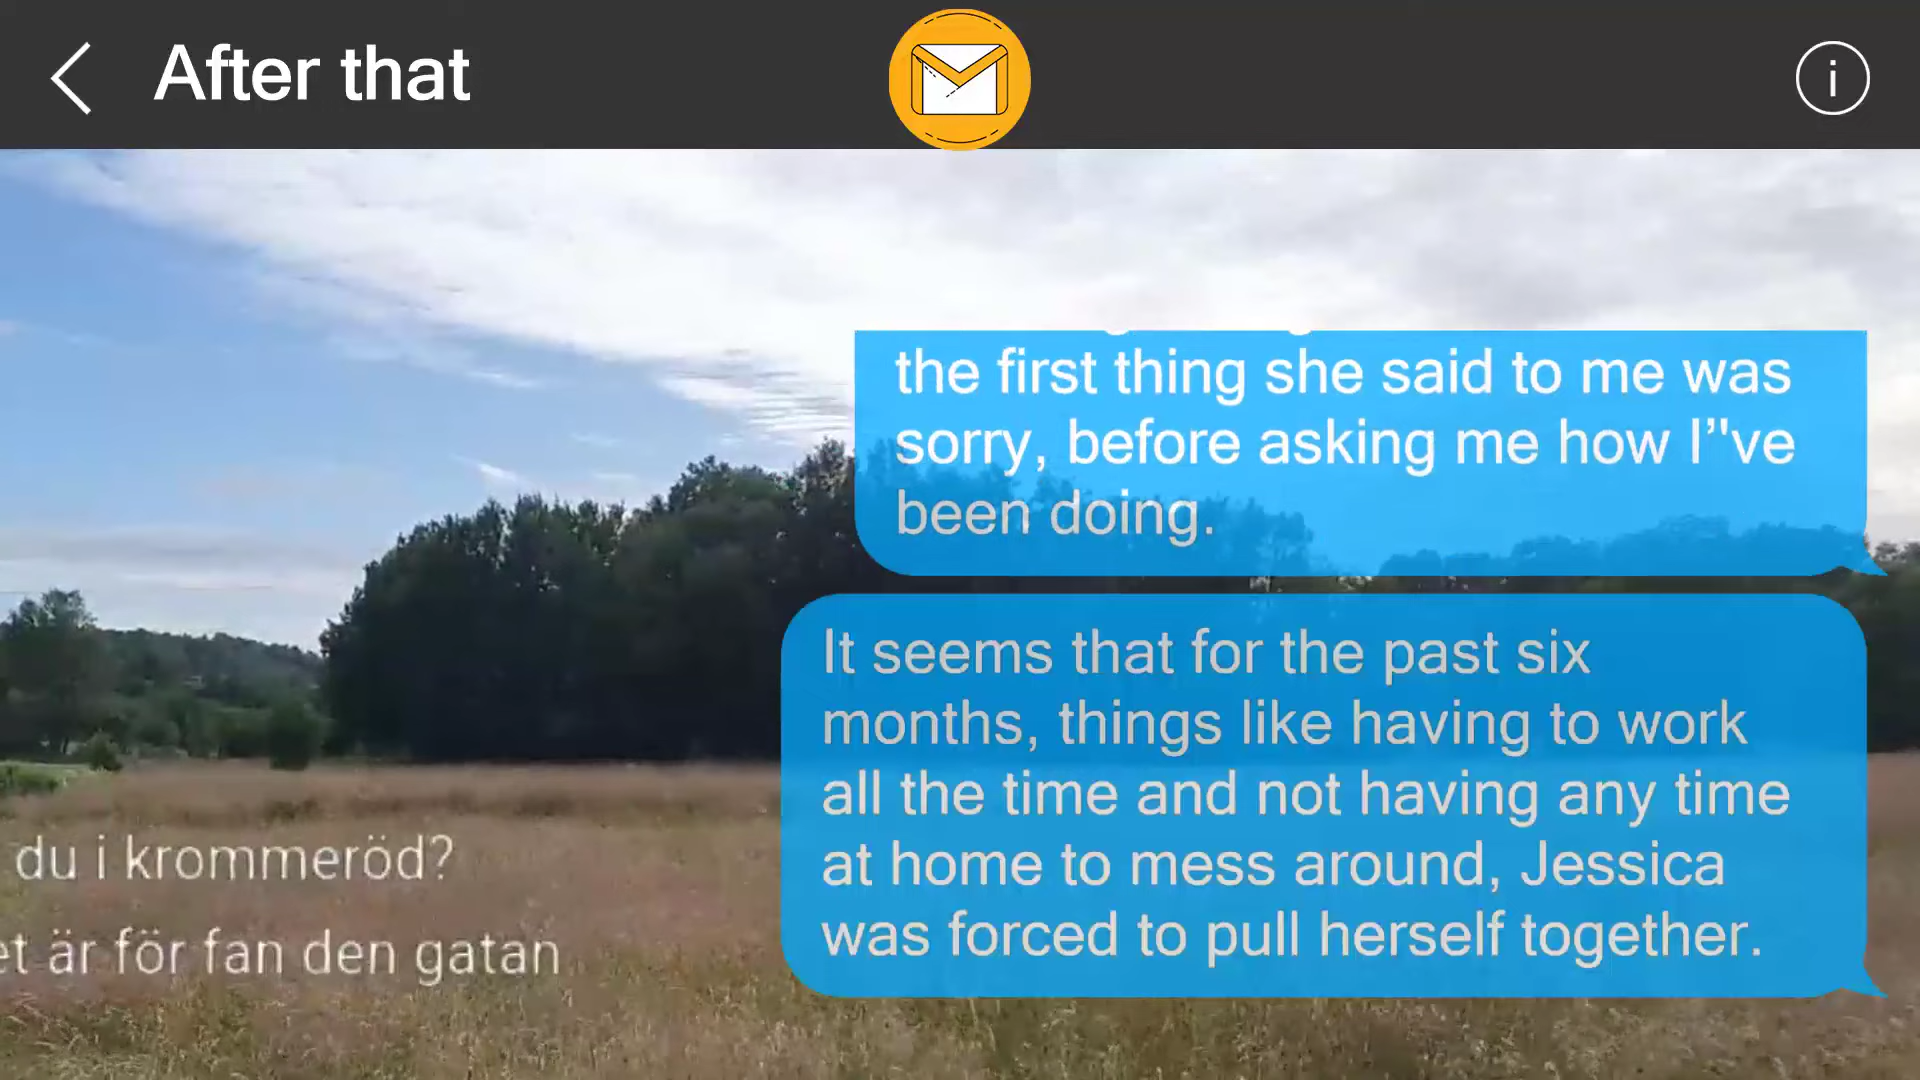 After that
the first thing she said to me was
sorry, before asking me how I’"ve
been doing.
It seems that for the past six
months, things like having to work
all the time and not having any time
at home to mess around, Jessica
was forced to pull herself together.
du i krommeröd?
et är för fan den gatan